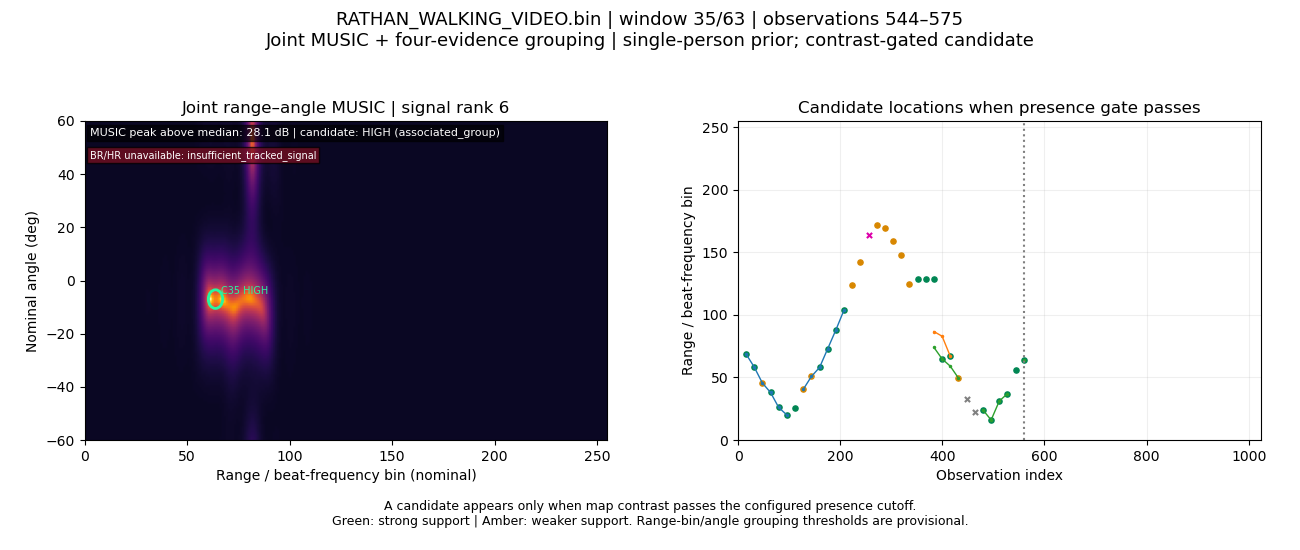 RATHAN_WALKING_VIDEO.bin | window 35/63 | observations 544–575
Joint MUSIC + four-evidence grouping | single-person prior; contrast-gated candidate
Joint range–angle MUSIC | signal rank 6
MUSIC peak above median: 28.1 dB | candidate: HIGH (associated_group)
BR/HR unavailable: insufficient_tracked_signal
C35 HIGH
60
40
20
0
−20
−40
−60
Nominal angle (deg)
0
50
100
150
200
250
Range / beat-frequency bin (nominal)
Candidate locations when presence gate passes
250
200
150
100
50
0
Range / beat-frequency bin
0
200
400
600
800
1000
Observation index
A candidate appears only when map contrast passes the configured presence cutoff.
Green: strong support | Amber: weaker support. Range-bin/angle grouping thresholds are provisional.